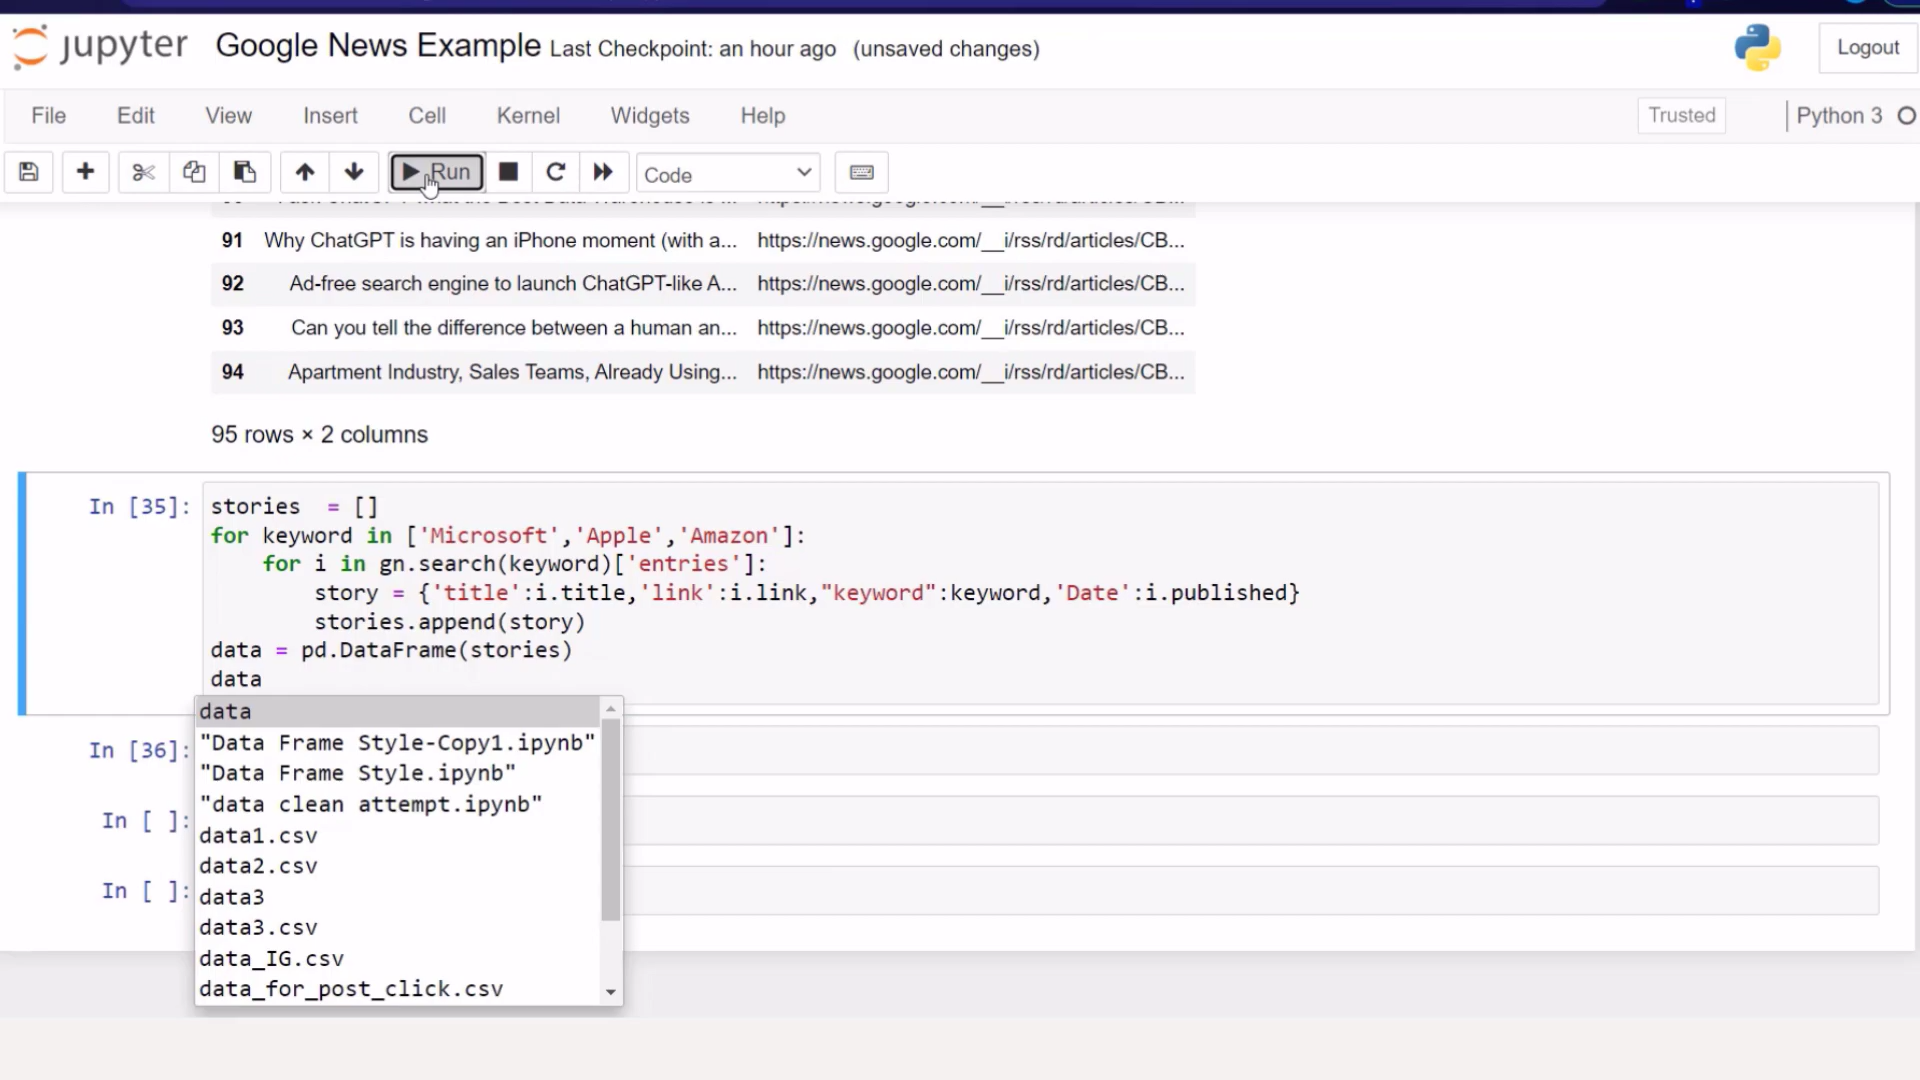 jupyter Google News Example Last Checkpoint: an hour ago (unsaved changes) Logout
File Edit View Insert Cell Kernel Widgets Help Trusted Python 3
Run Code
91 Why ChatGPT is having an iPhone moment (with a... https://news.google.com/__i/rss/rd/articles/CB...
92 Ad-free search engine to launch ChatGPT-like A... https://news.google.com/__i/rss/rd/articles/CB...
93 Can you tell the difference between a human an... https://news.google.com/__i/rss/rd/articles/CB...
94 Apartment Industry, Sales Teams, Already Using... https://news.google.com/__i/rss/rd/articles/CB...
95 rows × 2 columns
In [35]: stories  = []
for keyword in ['Microsoft','Apple','Amazon']:
    for i in gn.search(keyword)['entries']:
        story = {'title':i.title,'link':i.link,"keyword":keyword,'Date':i.published}
        stories.append(story)
data = pd.DataFrame(stories)
data
data
"Data Frame Style-Copy1.ipynb"
In [36]:
"Data Frame Style.ipynb"
"data clean attempt.ipynb"
In [ ]:
data1.csv
data2.csv
In [ ]:
data3
data3.csv
data_IG.csv
data_for_post_click.csv